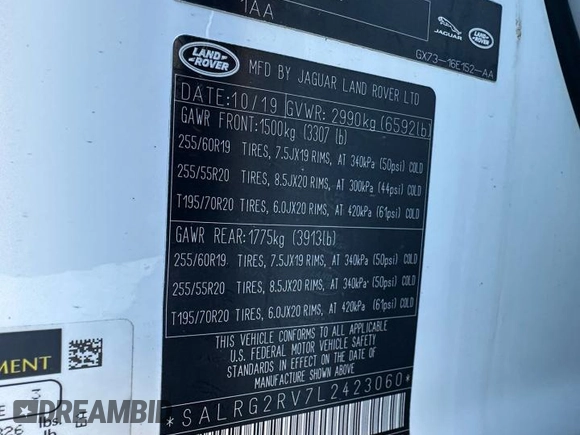 1AA
JAGUAR
LAND ROVER
GX73-16E152-AA
LAND ROVER
MFD BY JAGUAR LAND ROVER LTD
DATE:10/19 GVWR: 2990kg (6592lb)
GAWR FRONT:1500kg (3307 lb)
255/60R19 TIRES, 7.5JX19 RIMS, AT 340kPa (50psi) COLD
255/55R20 TIRES, 8.5JX20 RIMS, AT 300kPa (44psi) COLD
T195/70R20 TIRES, 6.0JX20 RIMS, AT 420kPa (61psi) COLD
GAWR REAR:1775kg (3913lb)
255/60R19 TIRES, 7.5JX19 RIMS, AT 340kPa (50psi) COLD
255/55R20 TIRES, 8.5JX20 RIMS, AT 340kPa (50psi) COLD
T195/70R20 TIRES, 6.0JX20 RIMS, AT 420kPa (61psi) COLD
THIS VEHICLE CONFORMS TO ALL APPLICABLE
U.S. FEDERAL MOTOR VEHICLE SAFETY
STANDARDS IN EFFECT ON THE DATE
OF MANUFACTURE SHOWN ABOVE.
*SALRG2RV7L2423060*
MENT
3
326 lbs.